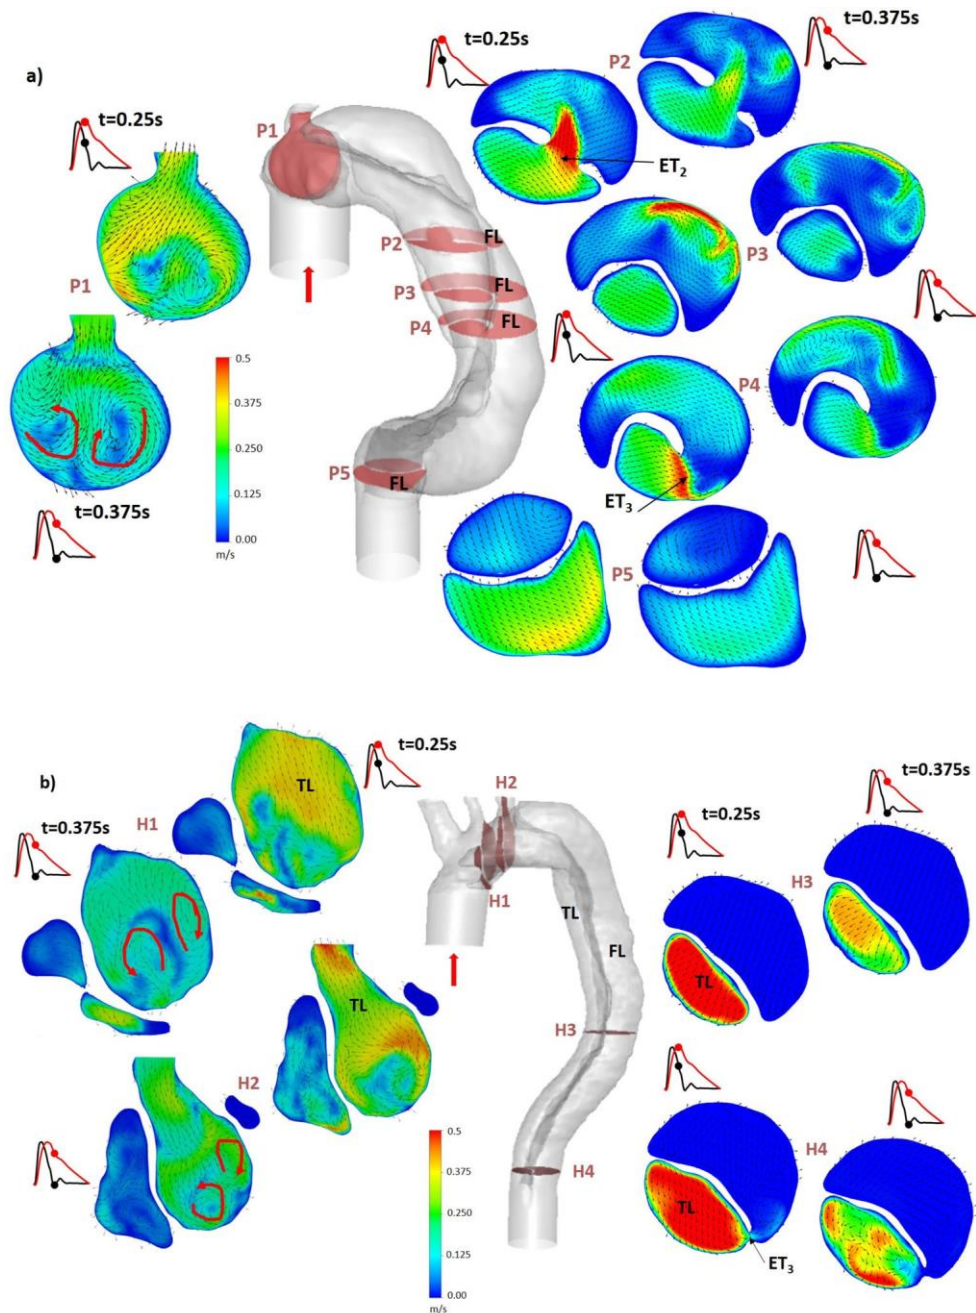 a)
t=0.25s
t=0.25s
t=0.375s
P1
P2
ET2
P1
P2
FL
P3
FL
P4
FL
P3
P4
0.5
0.375
0.250
0.125
0.00
m/s
t=0.375s
P5
FL
ET3
P5
b)
t=0.25s
TL
t=0.375s
H1
H2
H1
TL
FL
H3
H4
t=0.25s
t=0.375s
H3
TL
TL
H2
0.5
0.375
0.250
0.125
0.00
m/s
H4
TL
ET3